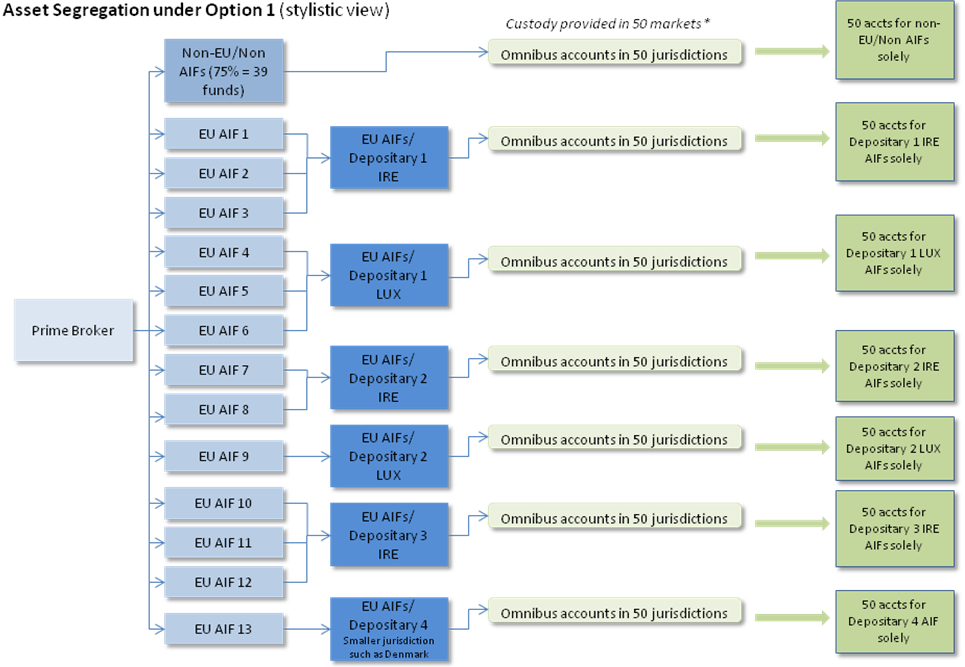 Asset Segregation under Option 1 (stylistic view)
Custody provided in 50 markets *
Non-EU/Non
AIFs (75% = 39
funds)
Omnibus accounts in 50 jurisdictions
50 accts for non-
EU/Non AIFs
solely
Prime Broker
EU AIF 1
EU AIF 2
EU AIF 3
EU AIFs/
Depositary 1
IRE
Omnibus accounts in 50 jurisdictions
50 accts for
Depositary 1 IRE
AIFs solely
EU AIF 4
EU AIF 5
EU AIF 6
EU AIFs/
Depositary 1
LUX
Omnibus accounts in 50 jurisdictions
50 accts for
Depositary 1 LUX
AIFs solely
EU AIF 7
EU AIF 8
EU AIFs/
Depositary 2
IRE
Omnibus accounts in 50 jurisdictions
50 accts for
Depositary 2 IRE
AIFs solely
EU AIF 9
EU AIFs/
Depositary 2
LUX
Omnibus accounts in 50 jurisdictions
50 accts for
Depositary 2 LUX
AIFs solely
EU AIF 10
EU AIF 11
EU AIF 12
EU AIFs/
Depositary 3
IRE
Omnibus accounts in 50 jurisdictions
50 accts for
Depositary 3 IRE
AIFs solely
EU AIF 13
EU AIFs/
Depositary 4
Smaller jurisdiction
such as Denmark
Omnibus accounts in 50 jurisdictions
50 accts for
Depositary 4 AIF
solely